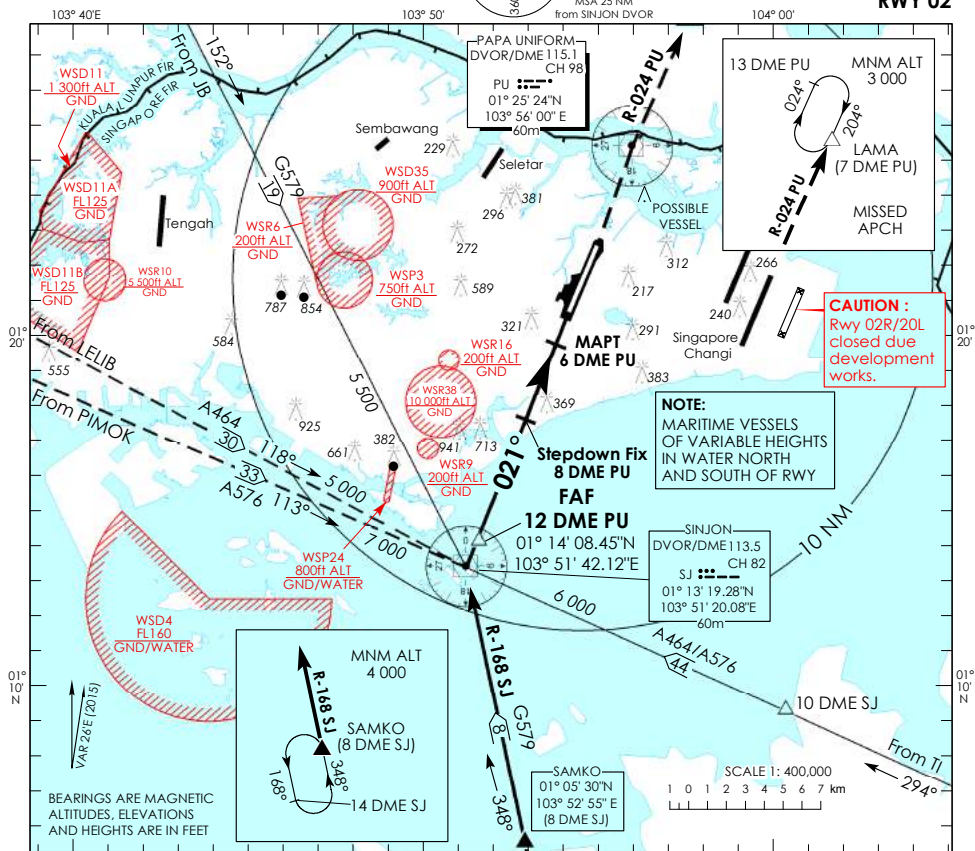 MSA 25 NM
from SINJON DVOR
360°
RWY 02
103° 40'
103° 50'
104° 00'
From JB
152°
PAPA UNIFORM
DVOR/DME 115.1
CH 98
PU
01° 25' 24"N
103° 56' 00" E
60m
R-024 PU
13 DME PU
MNM ALT
3 000
024°
204°
LAMA
(7 DME PU)
R-024 PU
MISSED
APCH
WSD11
1 300ft ALT
GND
KUALA LUMPUR FIR
SINGAPORE FIR
Sembawang
229
Seletar
27
9
18
POSSIBLE
VESSEL
G579
19
WSD35
900ft ALT
GND
WSD11A
FL125
GND
Tengah
WSR6
200ft ALT
GND
296
381
272
312
266
WSD11B
FL125
GND
WSR10
5 500ft ALT
GND
WSP3
750ft ALT
GND
787
854
589
217
240
CAUTION :
Rwy 02R/20L
closed due
development
works.
01°
20'
01°
20'
From LELIB
584
321
291
MAPT
6 DME PU
Singapore
Changi
555
WSR16
200ft ALT
GND
383
From PIMOK
A464
30
118°
5 000
5 500
WSR38
10 000ft ALT
GND
369
925
NOTE:
MARITIME VESSELS
OF VARIABLE HEIGHTS
IN WATER NORTH
AND SOUTH OF RWY
33
A576
113°
7 000
661
382
941
713
WSR9
200ft ALT
GND
021°
Stepdown Fix
8 DME PU
FAF
12 DME PU
01° 14' 08.45"N
103° 51' 42.12"E
10 NM
WSP24
800ft ALT
GND/WATER
0
27
9
18
SINJON
DVOR/DME 113.5
CH 82
SJ
01° 13' 19.28"N
103° 51' 20.08"E
60m
WSD4
FL160
GND/WATER
6 000
A464/A576
44
MNM ALT
4 000
R-168 SJ
SAMKO
(8 DME SJ)
168°
348°
14 DME SJ
R-168 SJ
G579
8
348°
01°
10'
N
01°
10'
N
10 DME SJ
From TI
294°
VAR 26'E (2015)
BEARINGS ARE MAGNETIC
ALTITUDES, ELEVATIONS
AND HEIGHTS ARE IN FEET
SAMKO
01° 05' 30"N
103° 52' 55" E
(8 DME SJ)
SCALE 1: 400,000
1 0 1 2 3 4 5 6 7 km